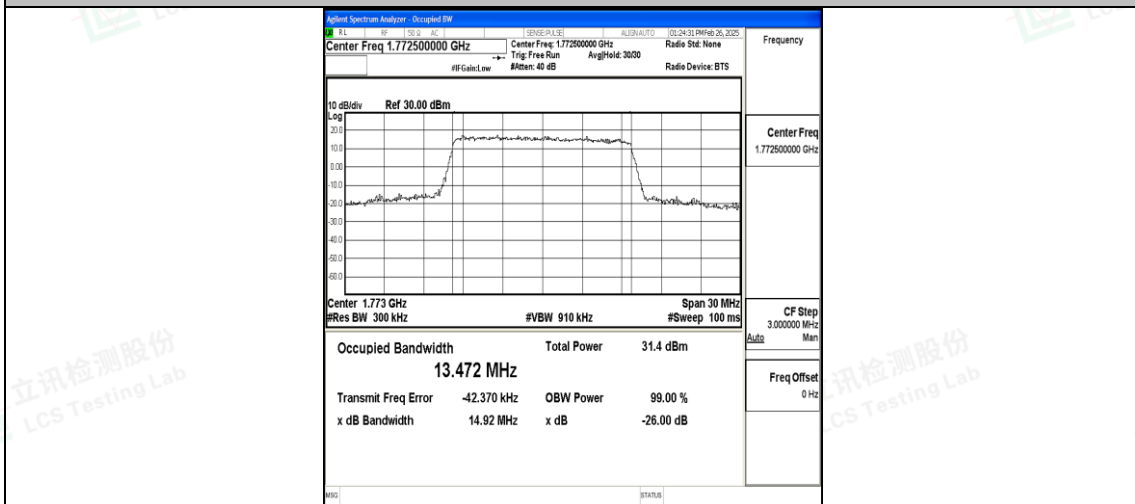 Agilent Spectrum Analyzer - Occupied BW
RL RF 50 Ω AC SENSE:PULSE ALIGNAUTO 01:24:31 PMFeb 26, 2025
Center Freq 1.772500000 GHz
Center Freq: 1.772500000 GHz
Radio Std: None
Trig: Free Run Avg|Hold: 30/30
#IFGain:Low #Atten: 40 dB Radio Device: BTS
Frequency
10 dB/div Ref 30.00 dBm
Log
20.0
10.0
0.00
-10.0
-20.0
-30.0
-40.0
-50.0
-60.0
Center 1.773 GHz Span 30 MHz
#Res BW 300 kHz #VBW 910 kHz #Sweep 100 ms
Occupied Bandwidth Total Power 31.4 dBm
13.472 MHz
Transmit Freq Error -42.370 kHz OBW Power 99.00 %
x dB Bandwidth 14.92 MHz x dB -26.00 dB
Center Freq
1.772500000 GHz
CF Step
3.000000 MHz
Auto Man
Freq Offset
0 Hz
MSG STATUS
立讯检测股份
LCS Testing Lab
立讯检测股份
LCS Testing Lab